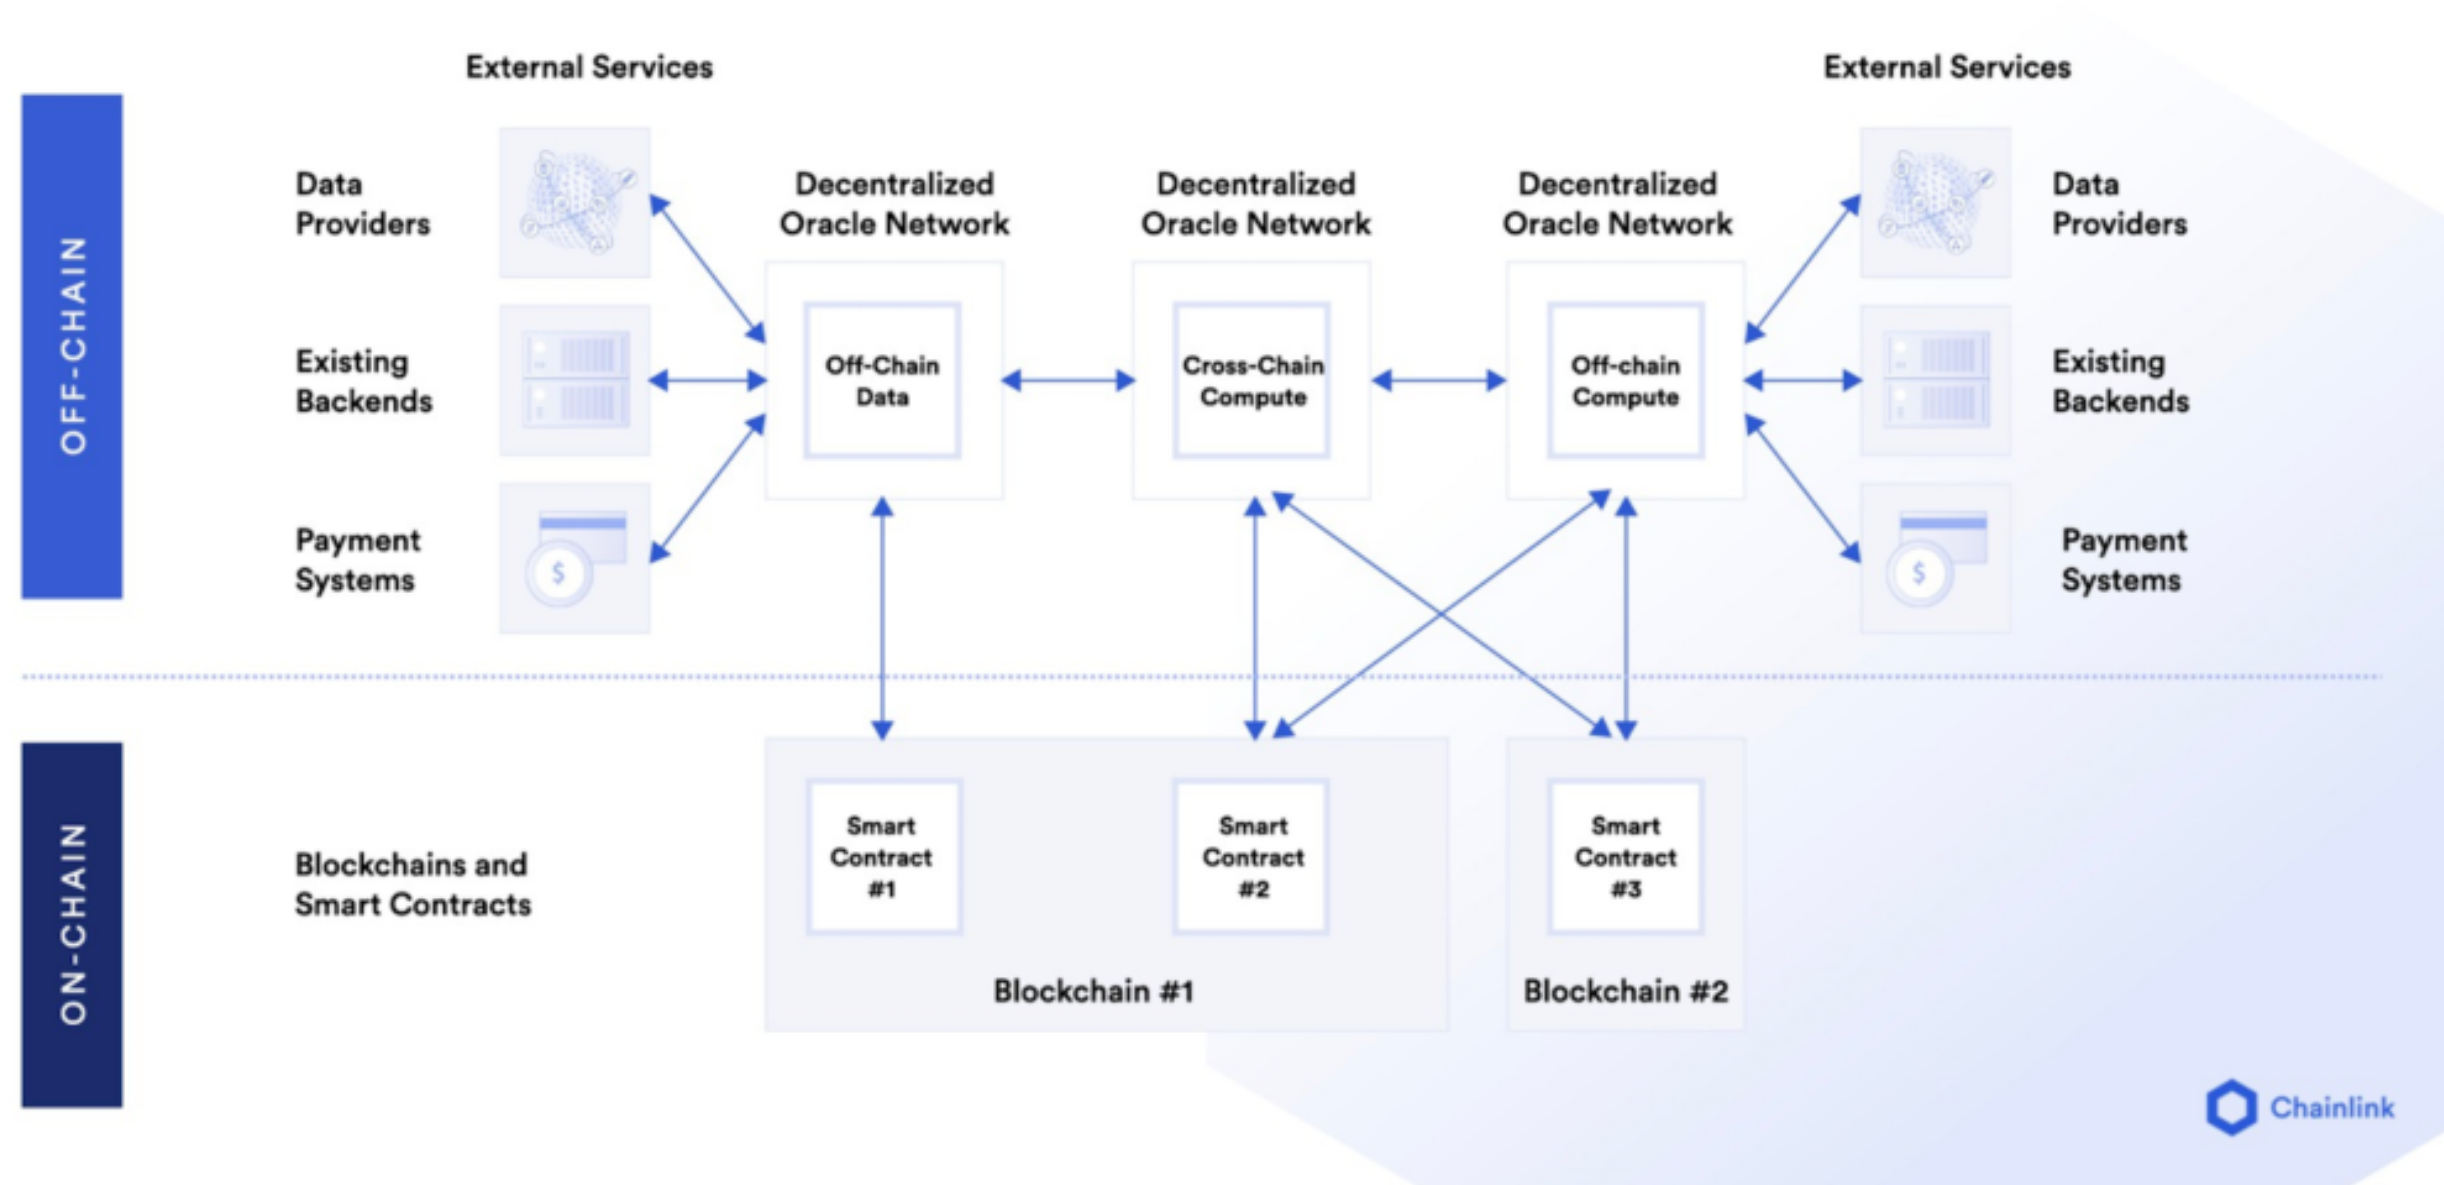 External Services
External Services
OFF-CHAIN
Data
Providers
Decentralized
Oracle Network
Decentralized
Oracle Network
Decentralized
Oracle Network
Data
Providers
Existing
Backends
Off-Chain
Data
Cross-Chain
Compute
Off-chain
Compute
Existing
Backends
Payment
Systems
$
$
Payment
Systems
ON-CHAIN
Blockchains and
Smart Contracts
Smart
Contract
#1
Smart
Contract
#2
Smart
Contract
#3
Blockchain #1
Blockchain #2
Chainlink